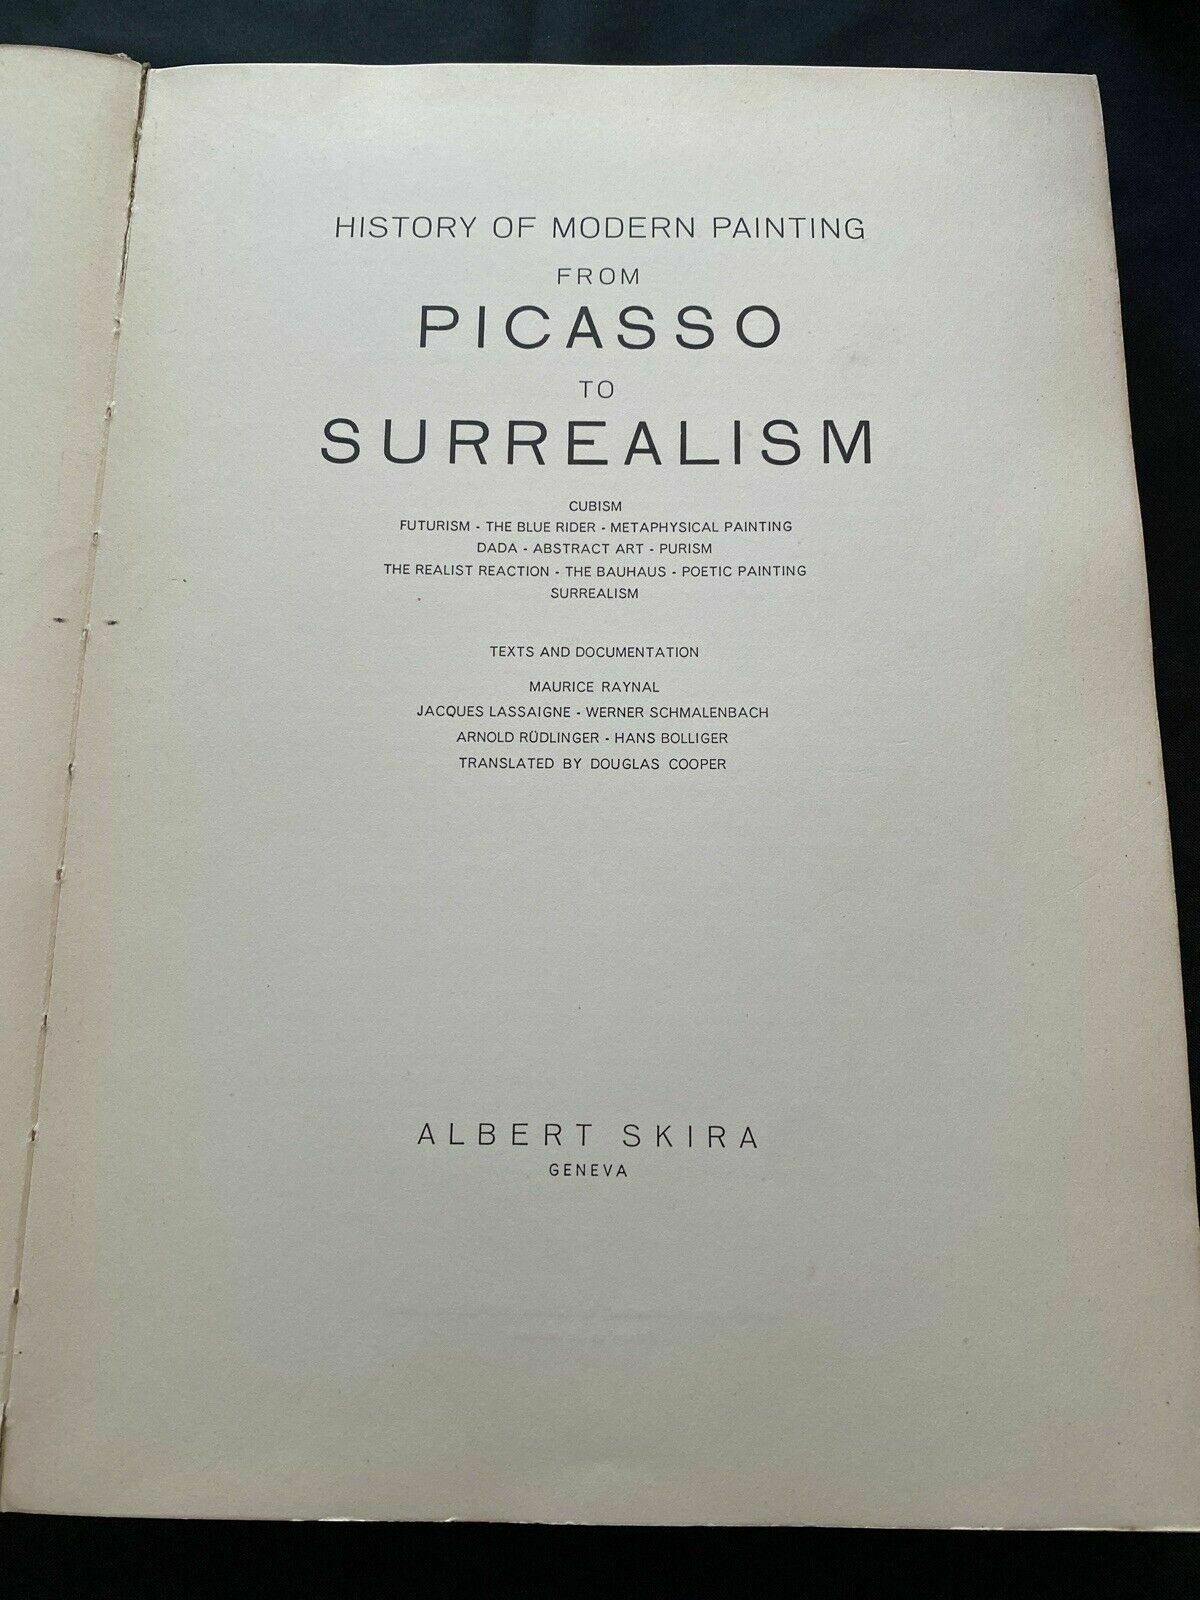 HISTORY OF MODERN PAINTING
FROM
PICASSO
TO
SURREALISM
CUBISM
FUTURISM - THE BLUE RIDER - METAPHYSICAL PAINTING
DADA - ABSTRACT ART - PURISM
THE REALIST REACTION - THE BAUHAUS - POETIC PAINTING
SURREALISM
TEXTS AND DOCUMENTATION
MAURICE RAYNAL
JACQUES LASSAIGNE - WERNER SCHMALENBACH
ARNOLD RÜDLINGER - HANS BOLLIGER
TRANSLATED BY DOUGLAS COOPER
ALBERT SKIRA
GENEVA